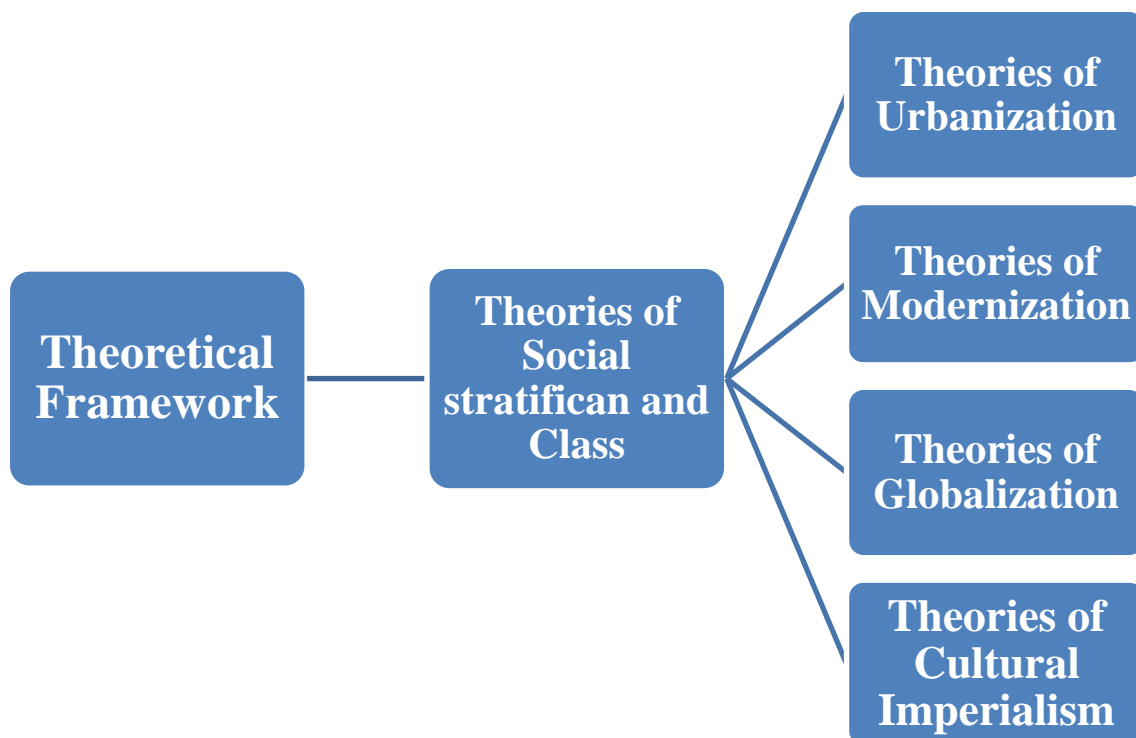 Theoretical
Framework
Theories of
Social
stratifican and
Class
Theories of
Urbanization
Theories of
Modernization
Theories of
Globalization
Theories of
Cultural
Imperialism